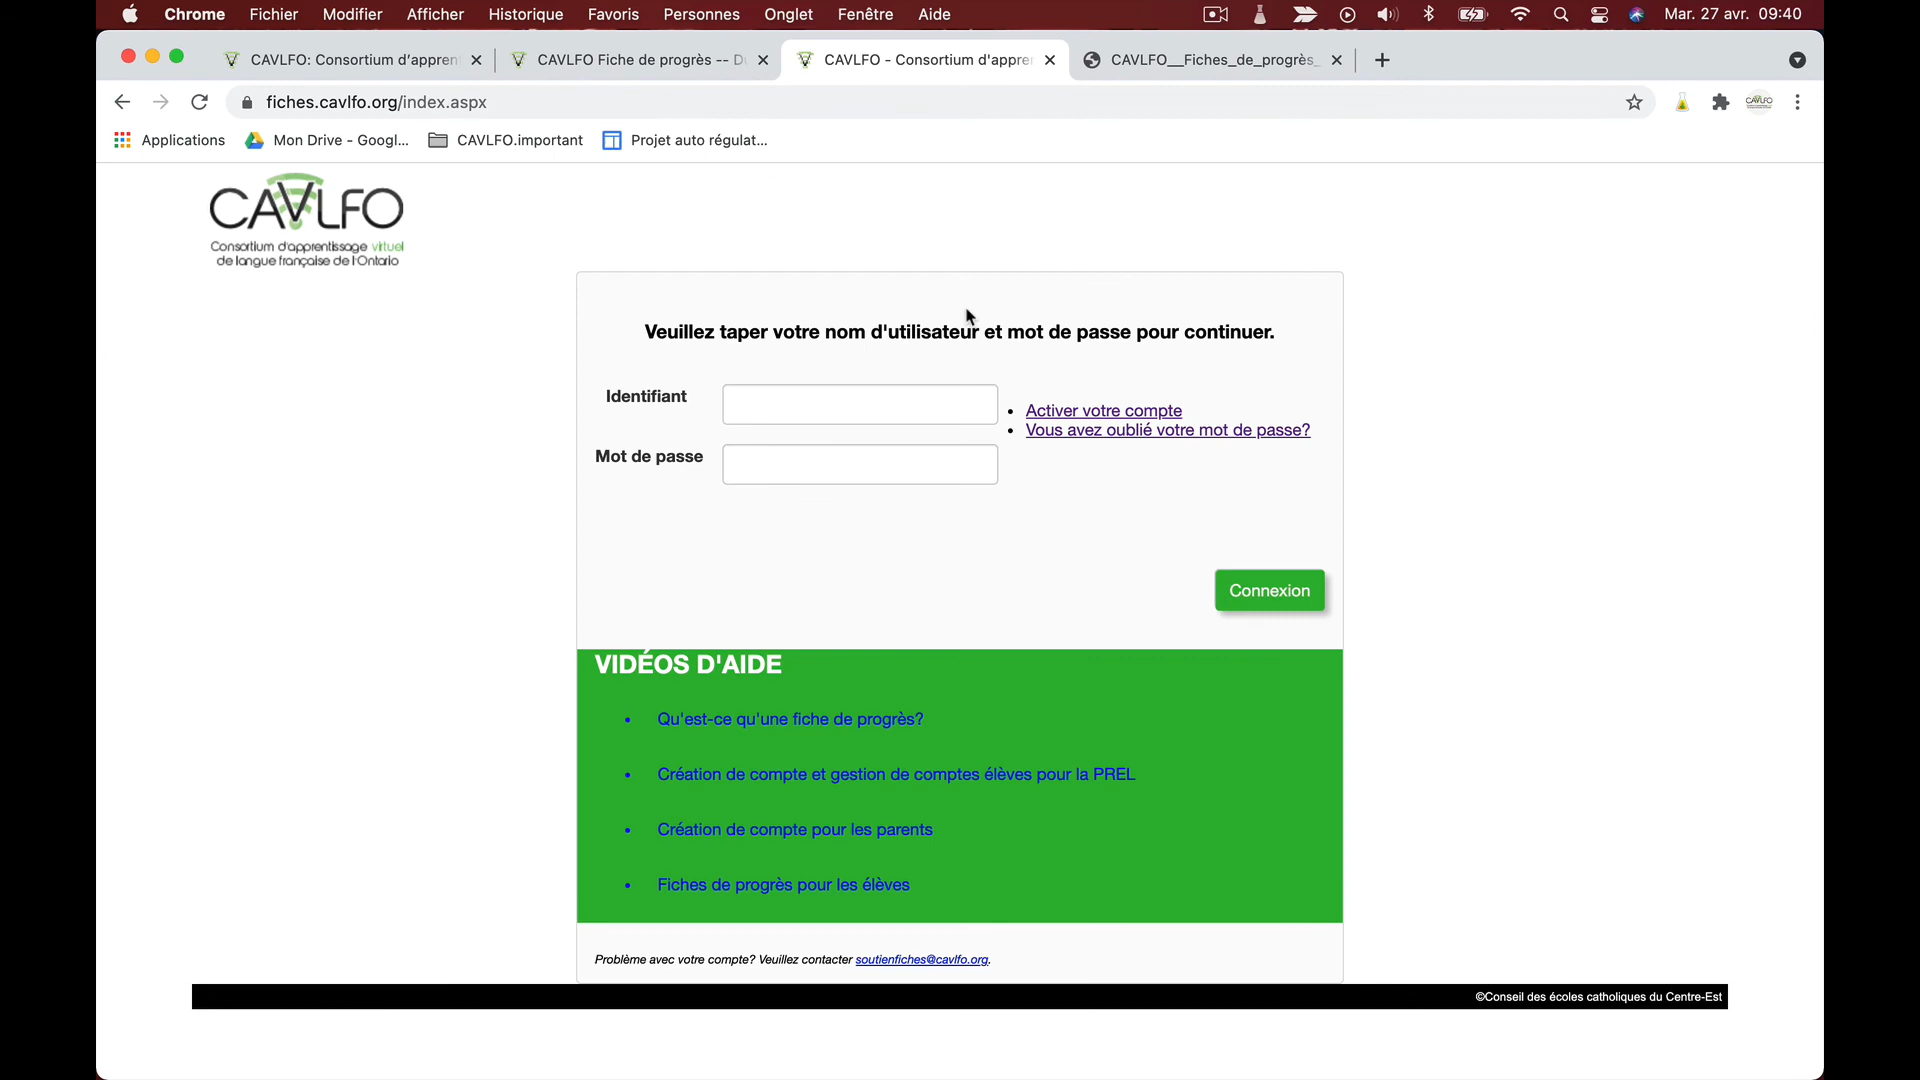 Chrome Fichier Modifier Afficher Historique Favoris Personnes Onglet Fenêtre Aide Mar. 27 avr. 09:40
CAVLFO: Consortium d'appren CAVLFO Fiche de progrès -- D CAVLFO - Consortium d'appre CAVLFO__Fiches_de_progrès_
fiches.cavlfo.org/index.aspx
Applications Mon Drive - Googl... CAVLFO.important Projet auto régulat...
CAVLFO
Consortium d'apprentissage virtuel
de langue française de l'Ontario
Veuillez taper votre nom d'utilisateur et mot de passe pour continuer.
Identifiant
• Activer votre compte
• Vous avez oublié votre mot de passe?
Mot de passe
Connexion
VIDÉOS D'AIDE
• Qu'est-ce qu'une fiche de progrès?
• Création de compte et gestion de comptes élèves pour la PREL
• Création de compte pour les parents
• Fiches de progrès pour les élèves
Problème avec votre compte? Veuillez contacter soutienfiches@cavlfo.org.
©Conseil des écoles catholiques du Centre-Est